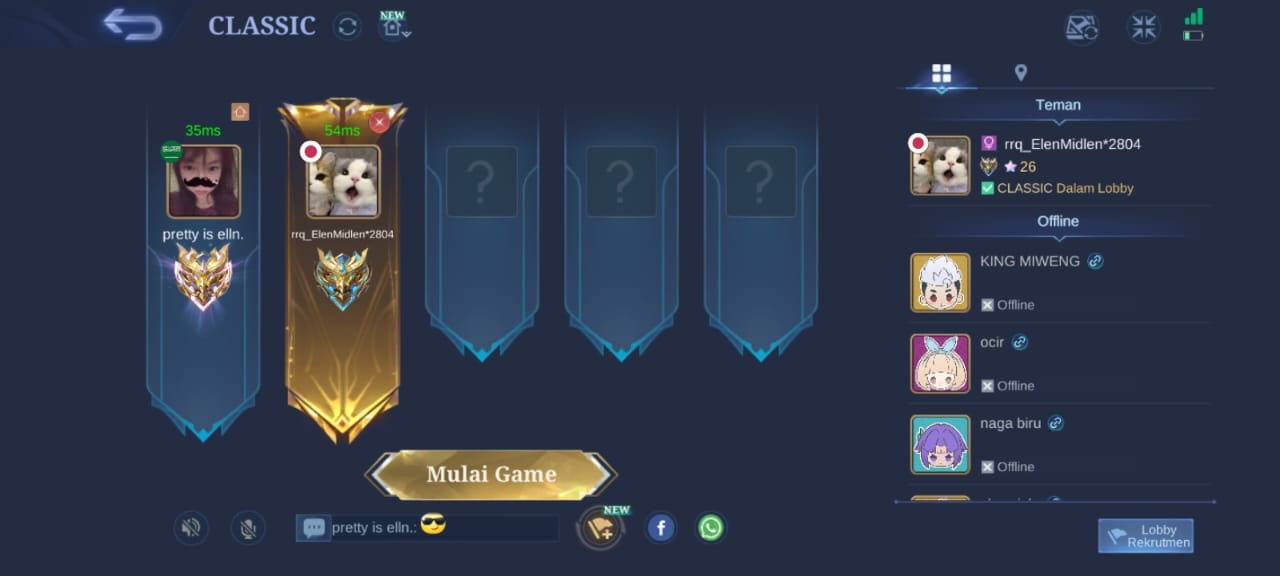 CLASSIC
NEW
35ms
pretty is elln.
54ms
rrq_ElenMidlen*2804
?
?
?
Mulai Game
pretty is elln.: 😎
NEW
Teman
rrq_ElenMidlen*2804
26
CLASSIC Dalam Lobby
Offline
KING MIWENG
Offline
ocir
Offline
naga biru
Offline
Lobby
Rekrutmen